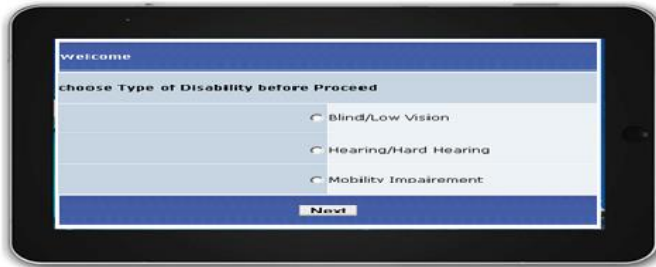 welcome
choose Type of Disability before Proceed
Blind/Low Vision
Hearing/Hard Hearing
Mobility Impairement
Next